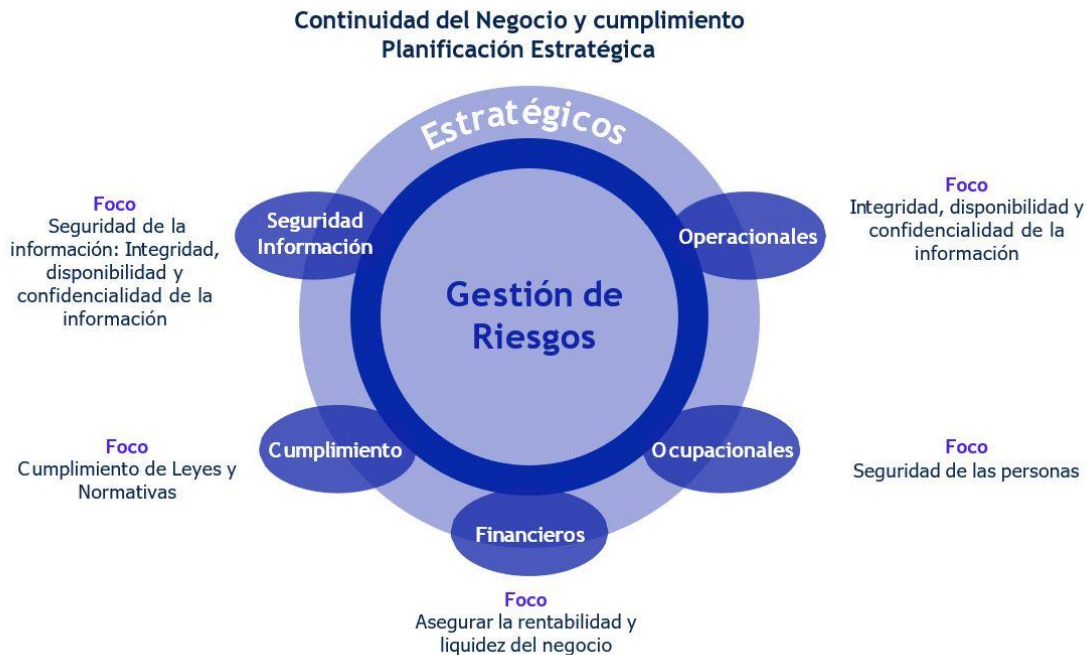 Continuidad del Negocio y cumplimiento
Planificación Estratégica
Estratégicos
Foco
Seguridad de la
información: Integridad,
disponibilidad y
confidencialidad de la
información
Seguridad
Información
Operacionales
Foco
Integridad, disponibilidad y
confidencialidad de la
información
Gestión de
Riesgos
Foco
Cumplimiento de Leyes y
Normativas
Cumplimiento
Ocupacionales
Foco
Seguridad de las personas
Financieros
Foco
Asegurar la rentabilidad y
liquidez del negocio